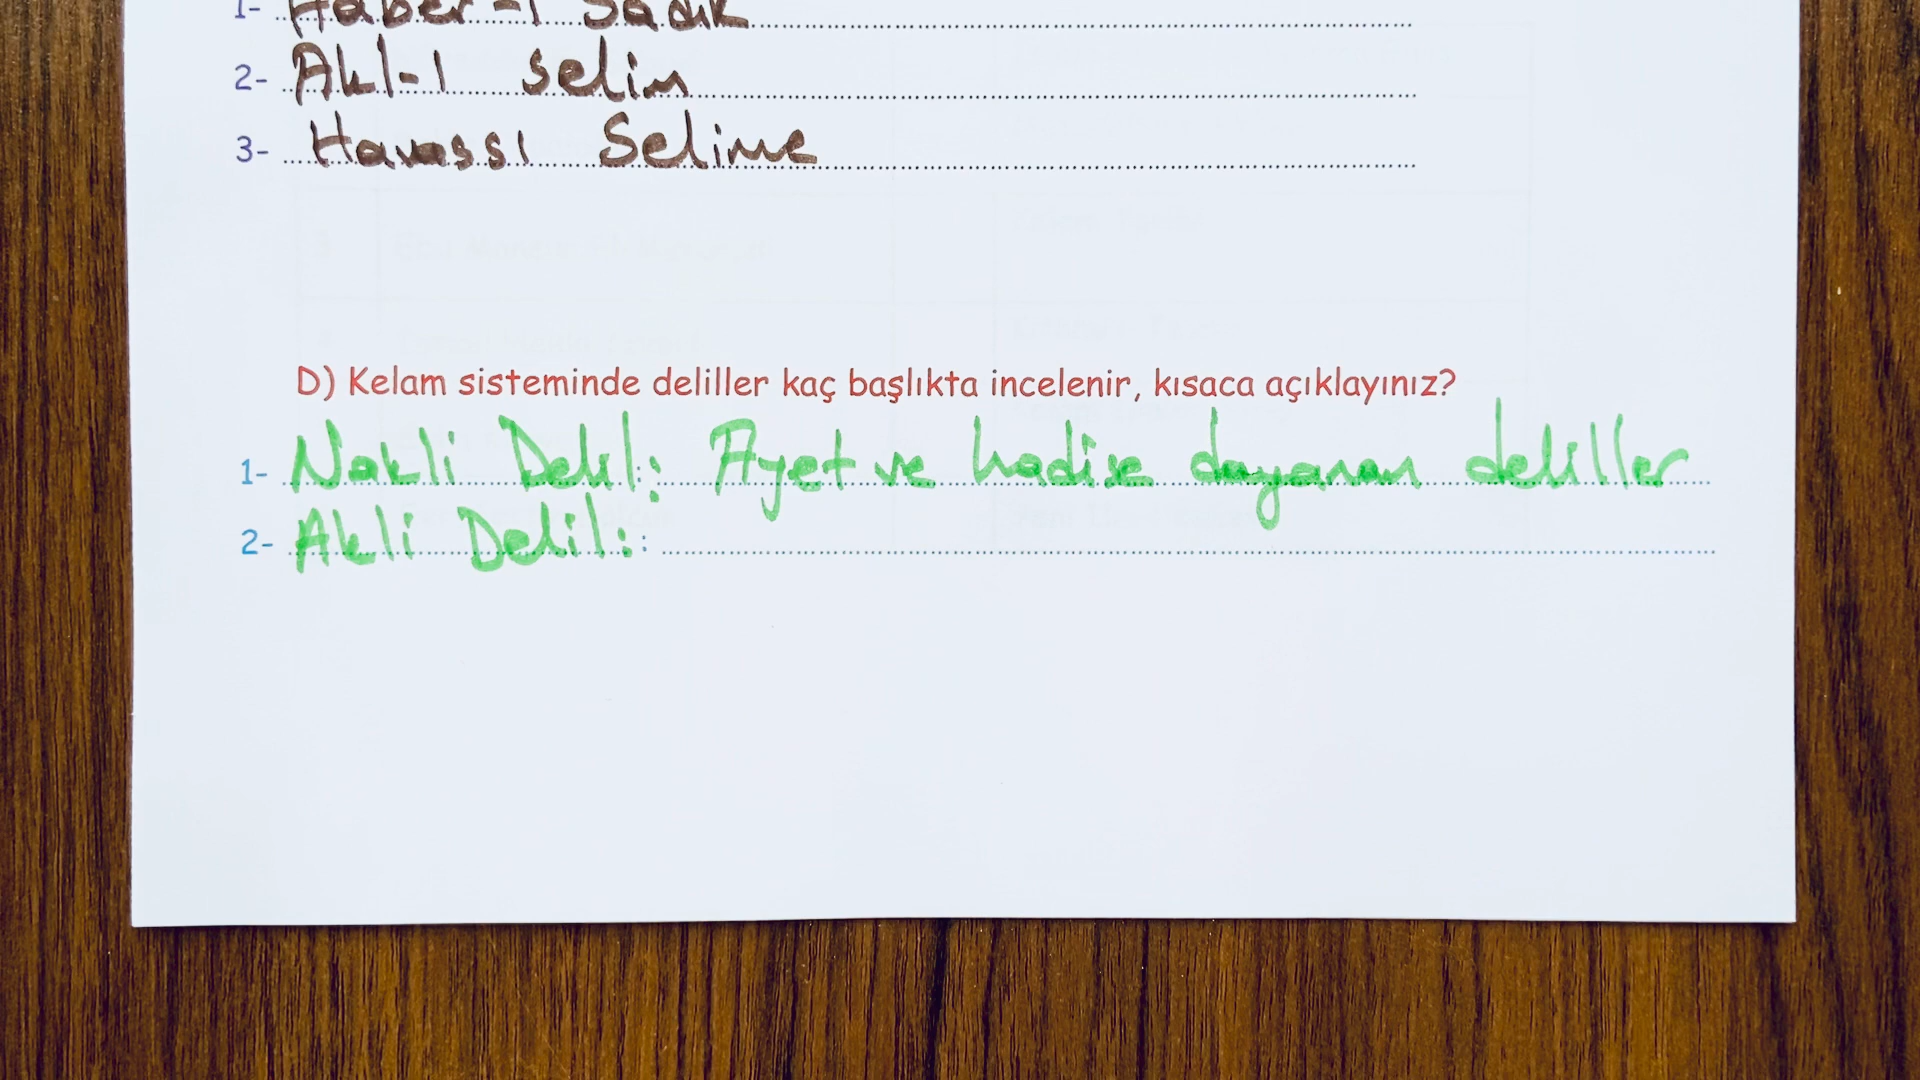 1- Haber-ı Sadık
2- Akl-ı selim
3- Havassı Selime
D) Kelam sisteminde deliller kaç başlıkta incelenir, kısaca açıklayınız?
1- Nakli Delil: Ayet ve hadise dayanan deliller
2- Akli Delil: